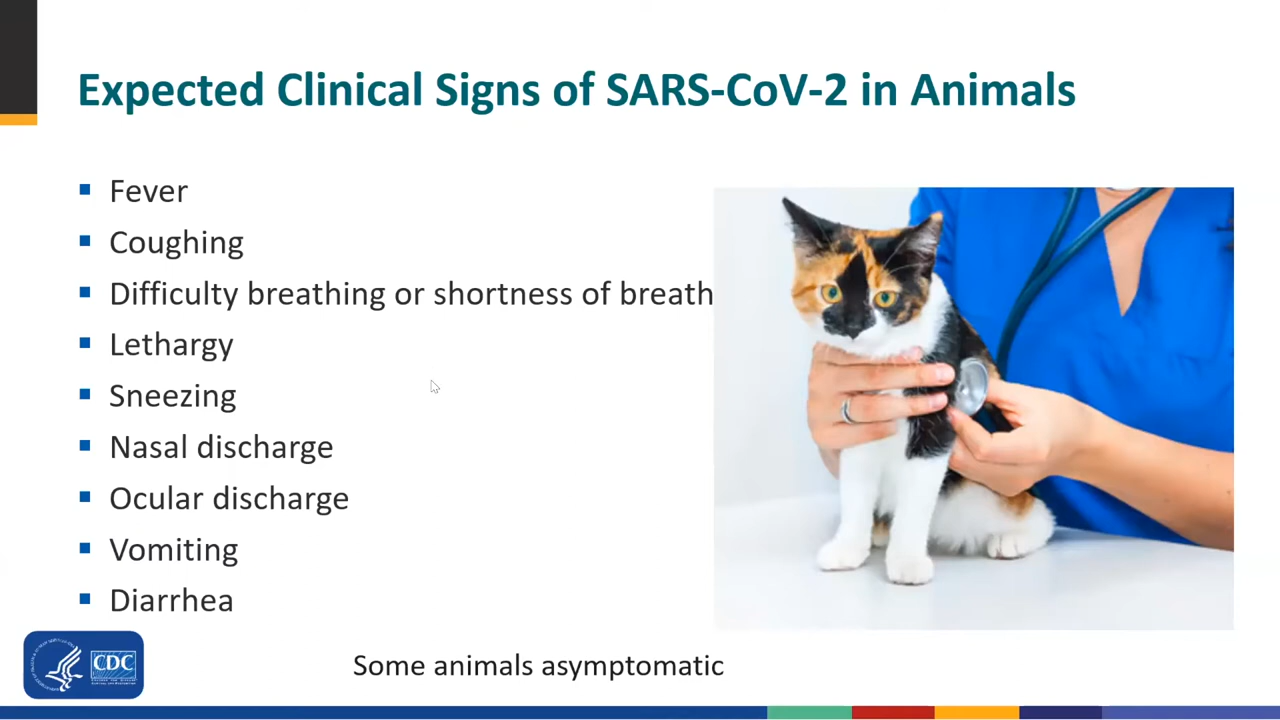 Expected Clinical Signs of SARS-CoV-2 in Animals
Fever
Coughing
Difficulty breathing or shortness of breath
Lethargy
Sneezing
Nasal discharge
Ocular discharge
Vomiting
Diarrhea
CDC
Some animals asymptomatic